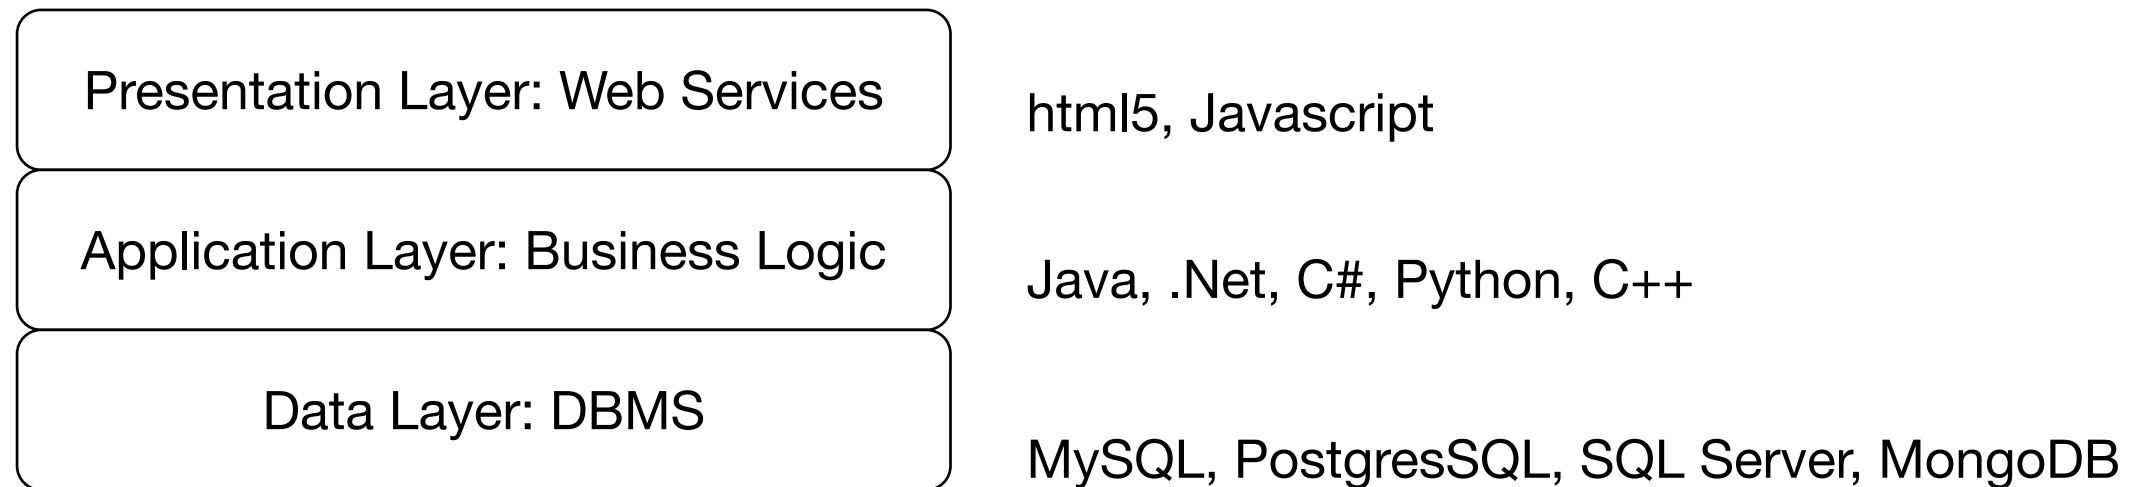 Presentation Layer: Web Services
html5, Javascript
Application Layer: Business Logic
Java, .Net, C#, Python, C++
Data Layer: DBMS
MySQL, PostgresSQL, SQL Server, MongoDB